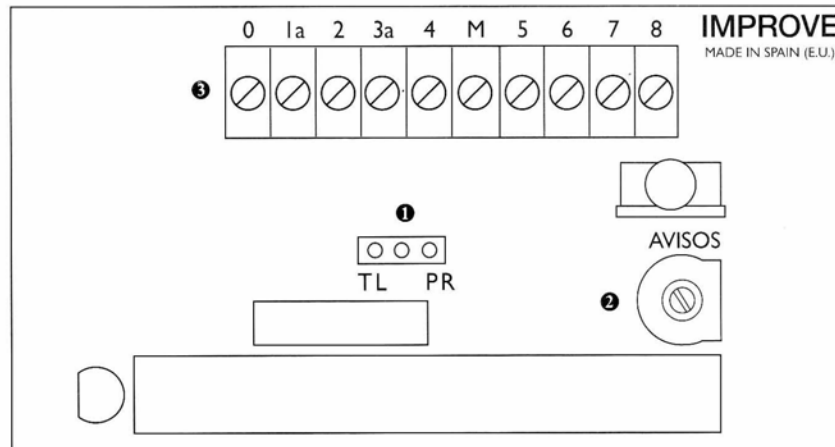 0 1a 2 3a 4 M 5 6 7 8
IMPROVE
MADE IN SPAIN (E.U.)
❸
❶
TL PR
AVISOS
❷